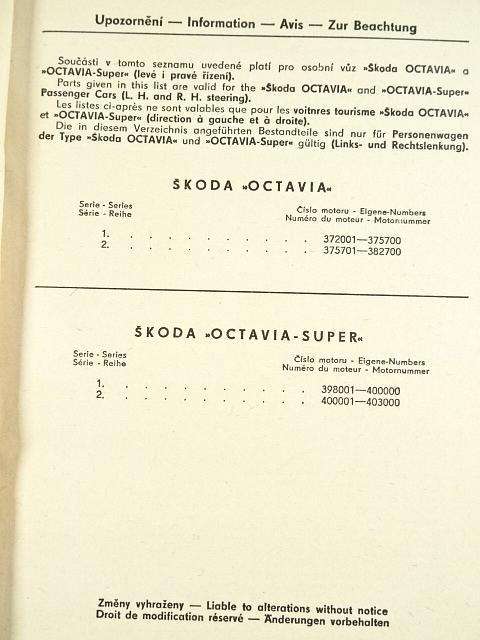 Upozornění — Information — Avis — Zur Beachtung
Součásti v tomto seznamu uvedené platí pro osobní vůz »Škoda OCTAVIA« a
»OCTAVIA-Super« (levé i pravé řízení).
Parts given in this list are valid for the »Škoda OCTAVIA« and »OCTAVIA-Super«
Passenger Cars (L. H. and R. H. steering).
Les listes ci-après ne sont valables que pour les voitnres tourisme »Škoda OCTAVIA«
et »OCTAVIA-Super« (direction à gauche et à droite).
Die in diesem Verzeichnis angeführten Bestandteile sind nur für Personenwagen
der Type »Škoda OCTAVIA« und »OCTAVIA-Super« gültig (Links- und Rechtslenkung).
ŠKODA »OCTAVIA«
Serie - Series Číslo motoru - Eigene-Numbers
Série - Reihe Numéro du moteur - Motornummer
1. . . . . . . . . . . 372001—375700
2. . . . . . . . . . . 375701—382700
ŠKODA »OCTAVIA-SUPER«
Serie - Series Číslo motoru - Eigene-Numbers
Série - Reihe Numéro du moteur - Motornummer
1. . . . . . . . . . . 398001—400000
2. . . . . . . . . . . 400001—403000
Změny vyhraženy — Liable to alterations without notice
Droit de modification réservé — Änderungen vorbehalten